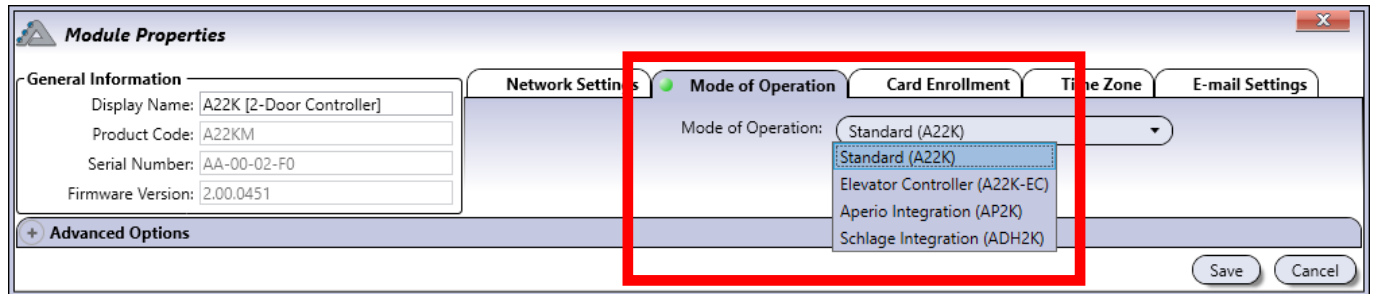 Module Properties
X
General Information
Display Name: A22K [2-Door Controller]
Product Code: A22KM
Serial Number: AA-00-02-F0
Firmware Version: 2.00.0451
Network Settings
Mode of Operation
Card Enrollment
Time Zone
E-mail Settings
Mode of Operation: Standard (A22K)
Standard (A22K)
Elevator Controller (A22K-EC)
Aperio Integration (AP2K)
Schlage Integration (ADH2K)
+ Advanced Options
Save
Cancel